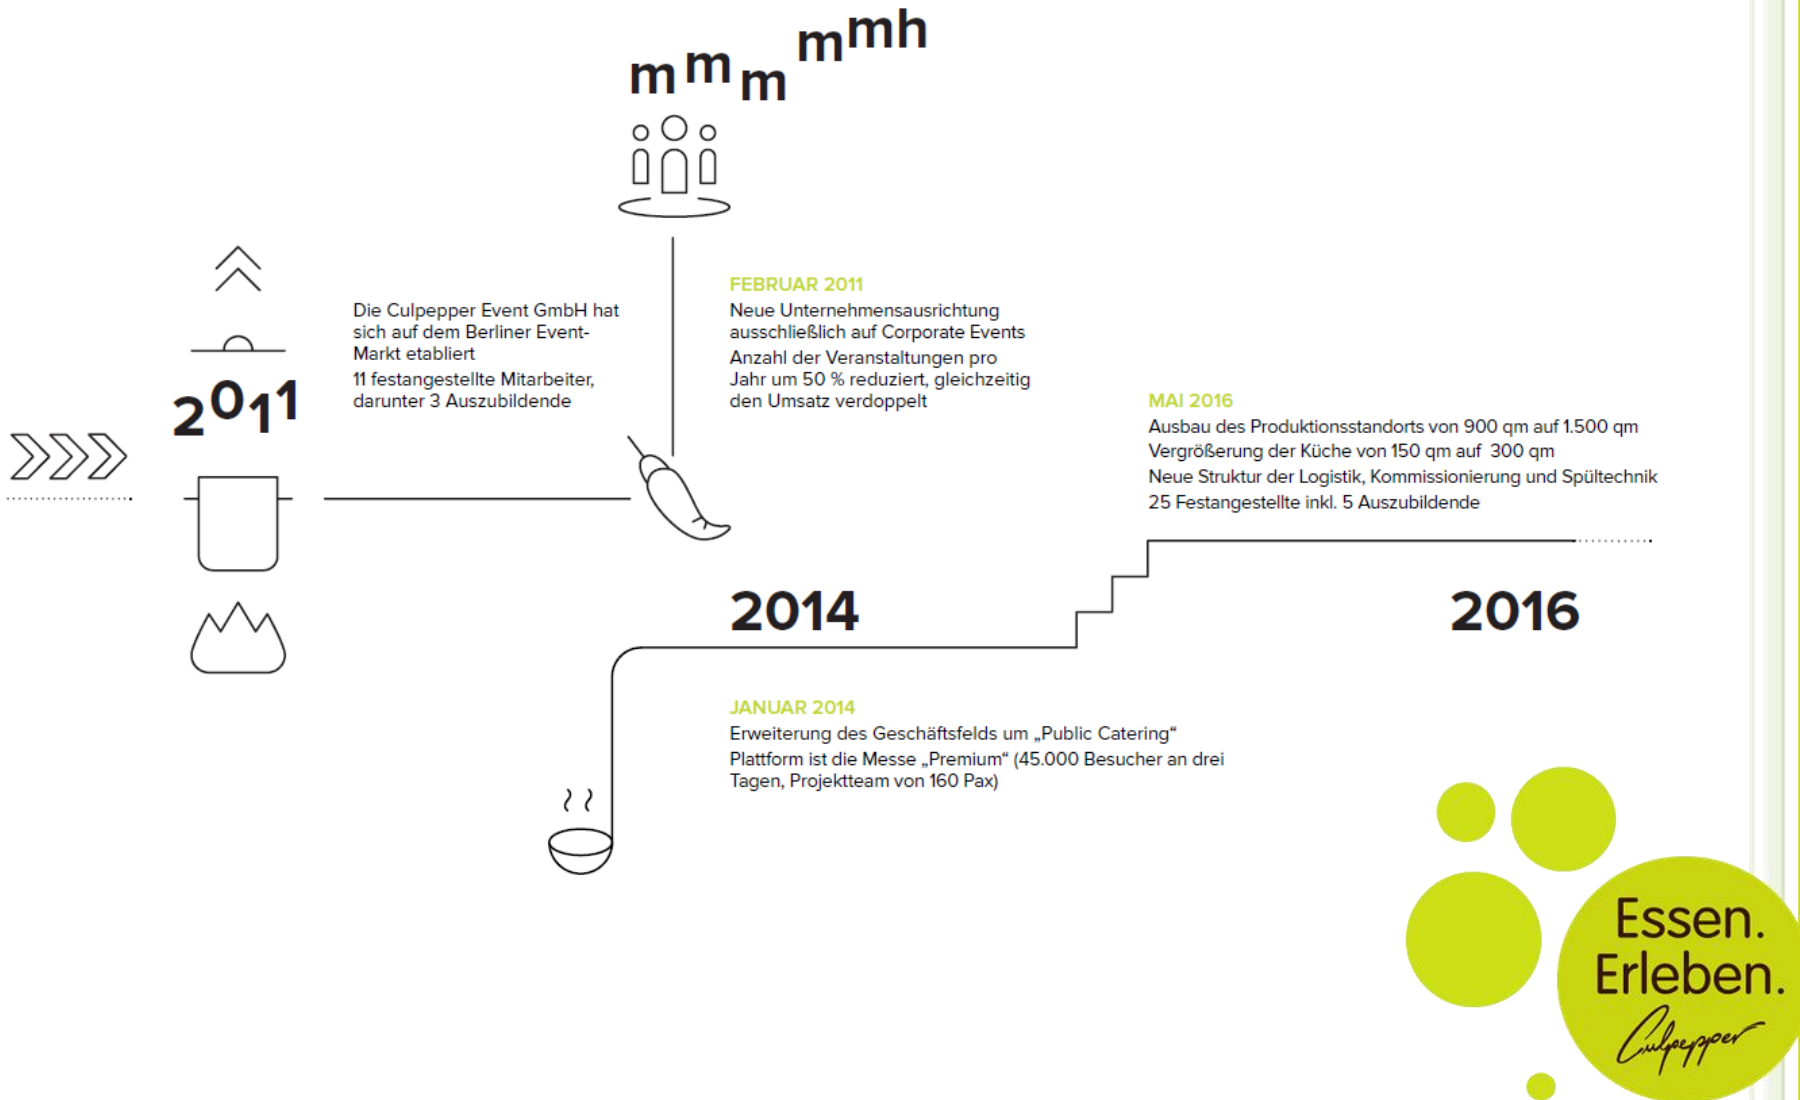 mmmmmh
2011
Die Culpepper Event GmbH hat
sich auf dem Berliner Event-
Markt etabliert
11 festangestellte Mitarbeiter,
darunter 3 Auszubildende
FEBRUAR 2011
Neue Unternehmensausrichtung
ausschließlich auf Corporate Events
Anzahl der Veranstaltungen pro
Jahr um 50 % reduziert, gleichzeitig
den Umsatz verdoppelt
2014
JANUAR 2014
Erweiterung des Geschäftsfelds um „Public Catering“
Plattform ist die Messe „Premium“ (45.000 Besucher an drei
Tagen, Projektteam von 160 Pax)
MAI 2016
Ausbau des Produktionsstandorts von 900 qm auf 1.500 qm
Vergrößerung der Küche von 150 qm auf 300 qm
Neue Struktur der Logistik, Kommissionierung und Spültechnik
25 Festangestellte inkl. 5 Auszubildende
2016
Essen.
Erleben.
Culpepper